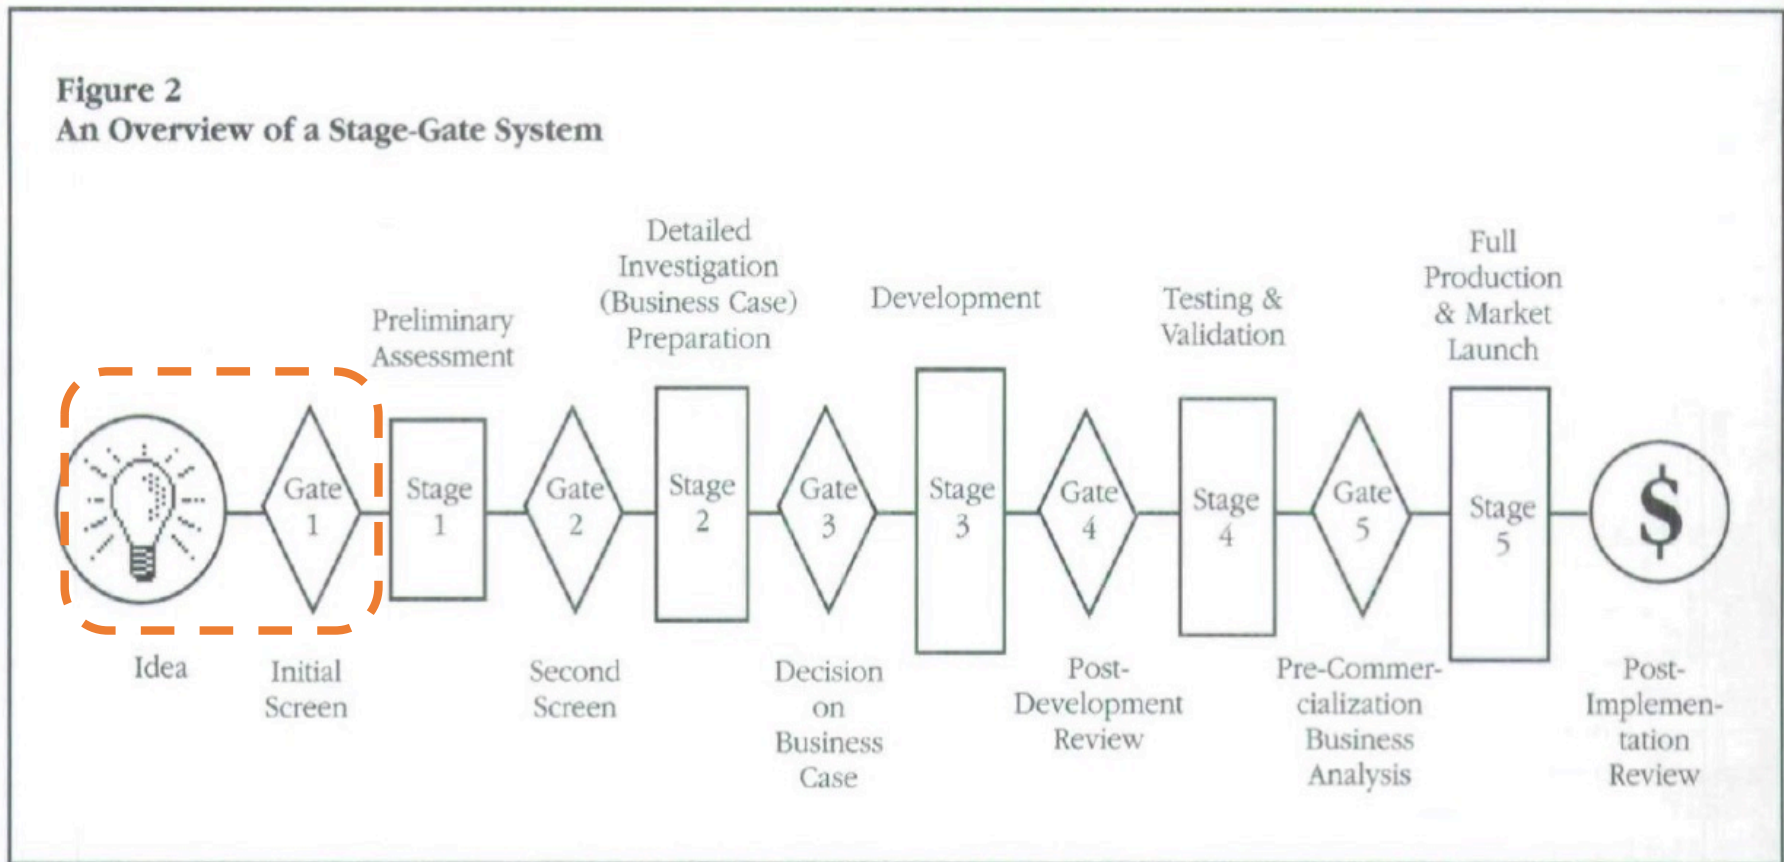 Figure 2
An Overview of a Stage-Gate System
Preliminary
Assessment
Detailed
Investigation
(Business Case)
Preparation
Development
Testing &
Validation
Full
Production
& Market
Launch
Gate
1
Stage
1
Gate
2
Stage
2
Gate
3
Stage
3
Gate
4
Stage
4
Gate
5
Stage
5
$
Idea
Initial
Screen
Second
Screen
Decision
on
Business
Case
Post-
Development
Review
Pre-Commer-
cialization
Business
Analysis
Post-
Implemen-
tation
Review